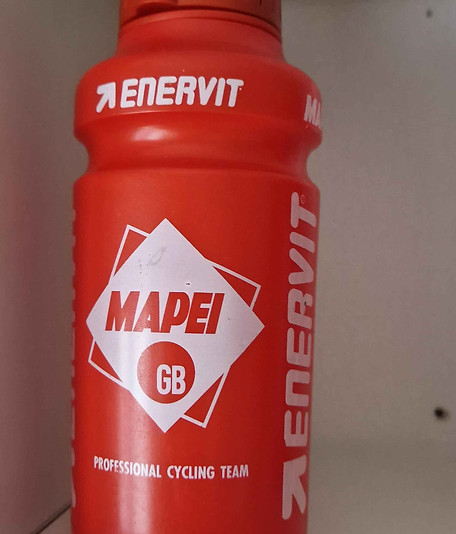 ENERVIT
MAPEI
GB
PROFESSIONAL CYCLING TEAM
ENERVIT